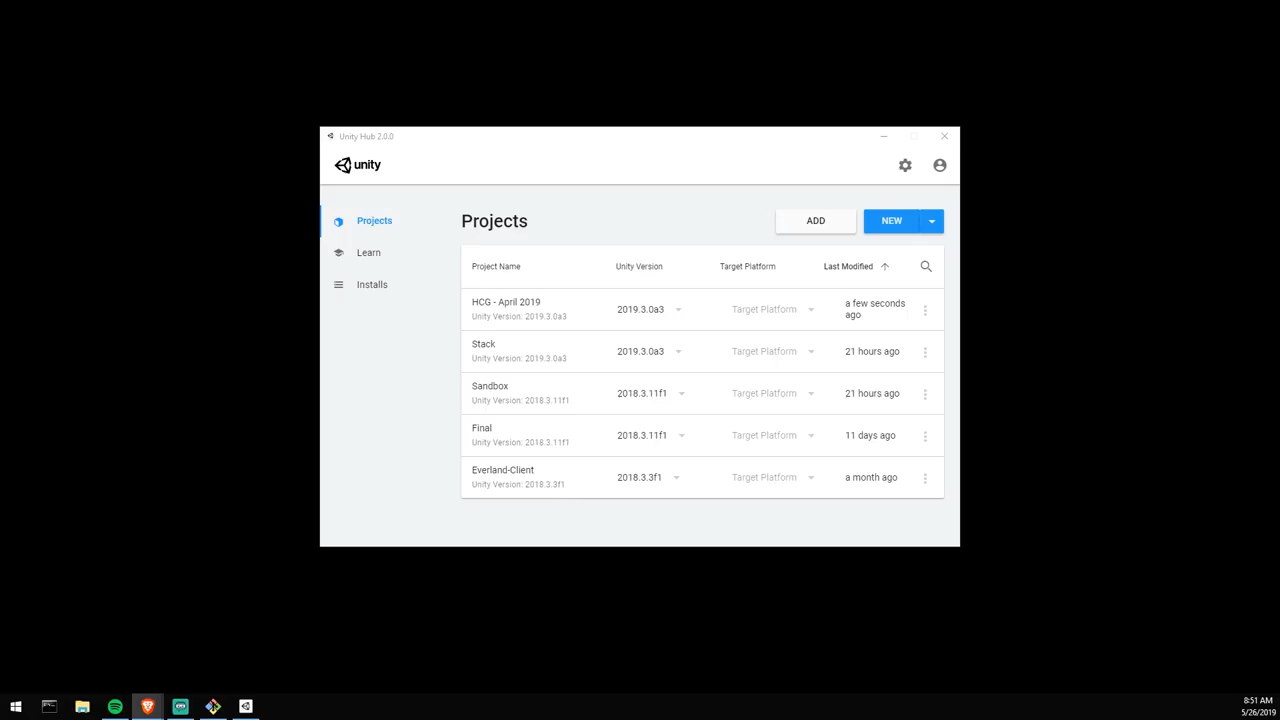 Unity Hub 2.0.0
unity
Projects
Learn
Installs
Projects
ADD
NEW
Project Name Unity Version Target Platform Last Modified
HCG - April 2019
Unity Version: 2019.3.0a3
2019.3.0a3
Target Platform
a few seconds
ago
Stack
Unity Version: 2019.3.0a3
2019.3.0a3
Target Platform
21 hours ago
Sandbox
Unity Version: 2018.3.11f1
2018.3.11f1
Target Platform
21 hours ago
Final
Unity Version: 2018.3.11f1
2018.3.11f1
Target Platform
11 days ago
Everland-Client
Unity Version: 2018.3.3f1
2018.3.3f1
Target Platform
a month ago
8:51 AM
5/26/2019